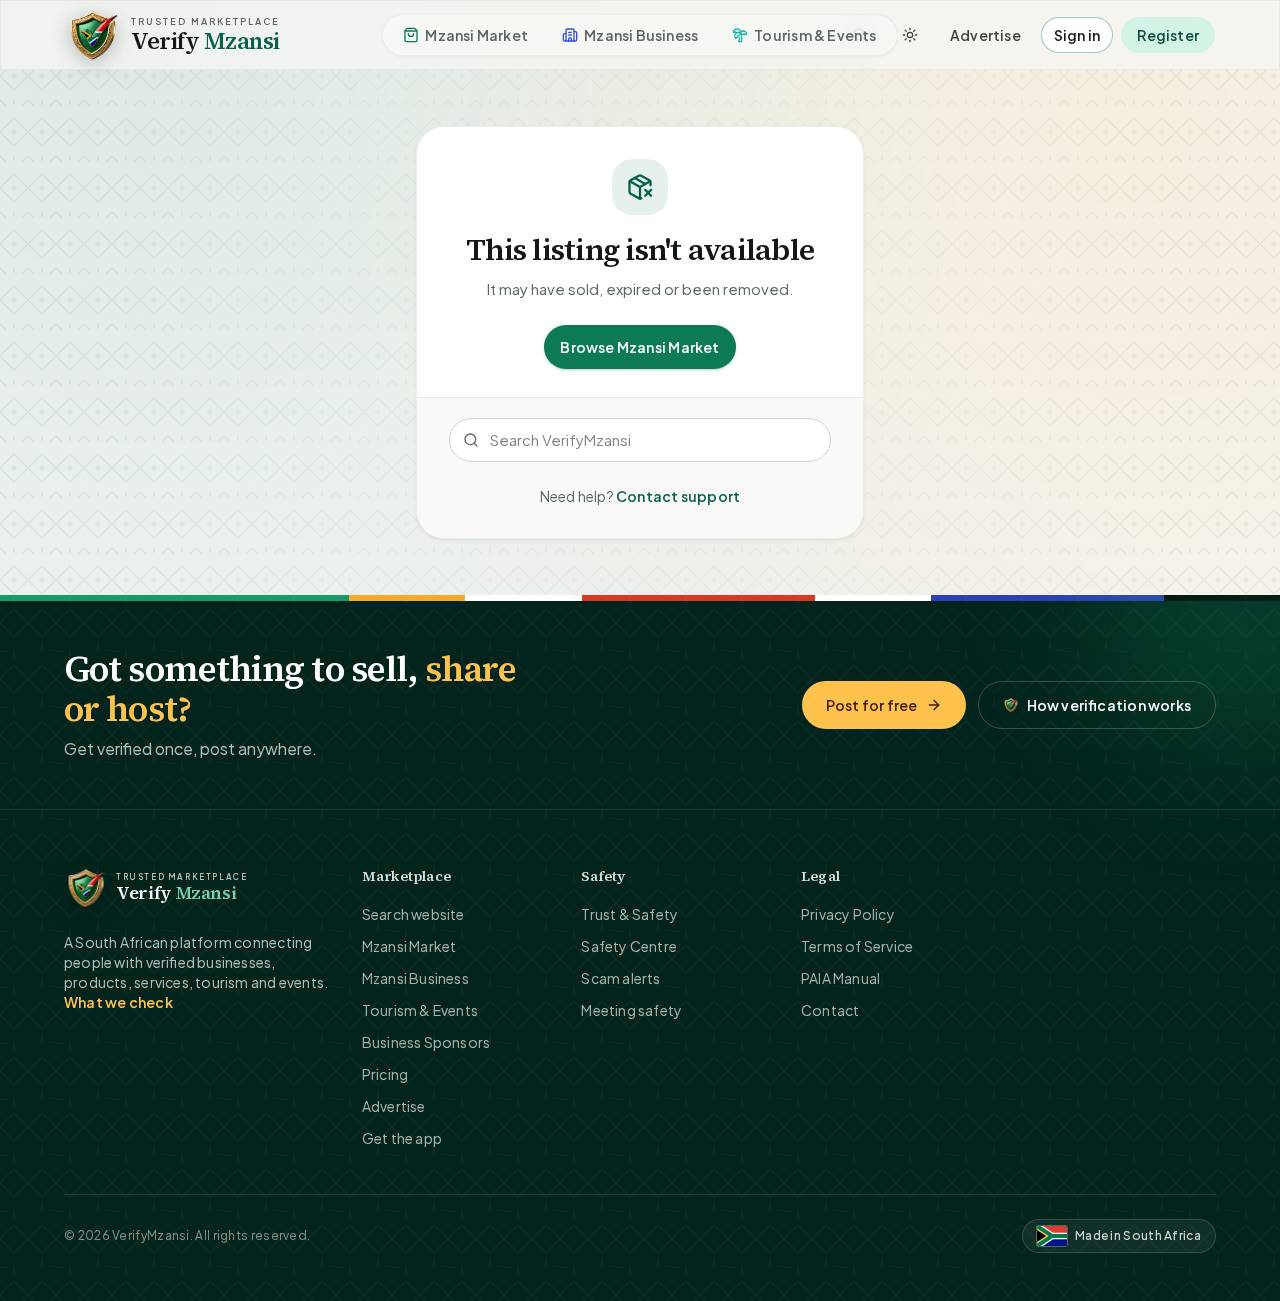 TRUSTED MARKETPLACE
Verify Mzansi
Mzansi Market
Mzansi Business
Tourism & Events
Advertise
Sign in
Register
This listing isn't available
It may have sold, expired or been removed.
Browse Mzansi Market
Search VerifyMzansi
Need help? Contact support
Got something to sell, share
or host?
Get verified once, post anywhere.
Post for free
How verification works
TRUSTED MARKETPLACE
Verify Mzansi
A South African platform connecting
people with verified businesses,
products, services, tourism and events.
What we check
Marketplace
Search website
Mzansi Market
Mzansi Business
Tourism & Events
Business Sponsors
Pricing
Advertise
Get the app
Safety
Trust & Safety
Safety Centre
Scam alerts
Meeting safety
Legal
Privacy Policy
Terms of Service
PAIA Manual
Contact
© 2026 VerifyMzansi. All rights reserved.
Made in South Africa